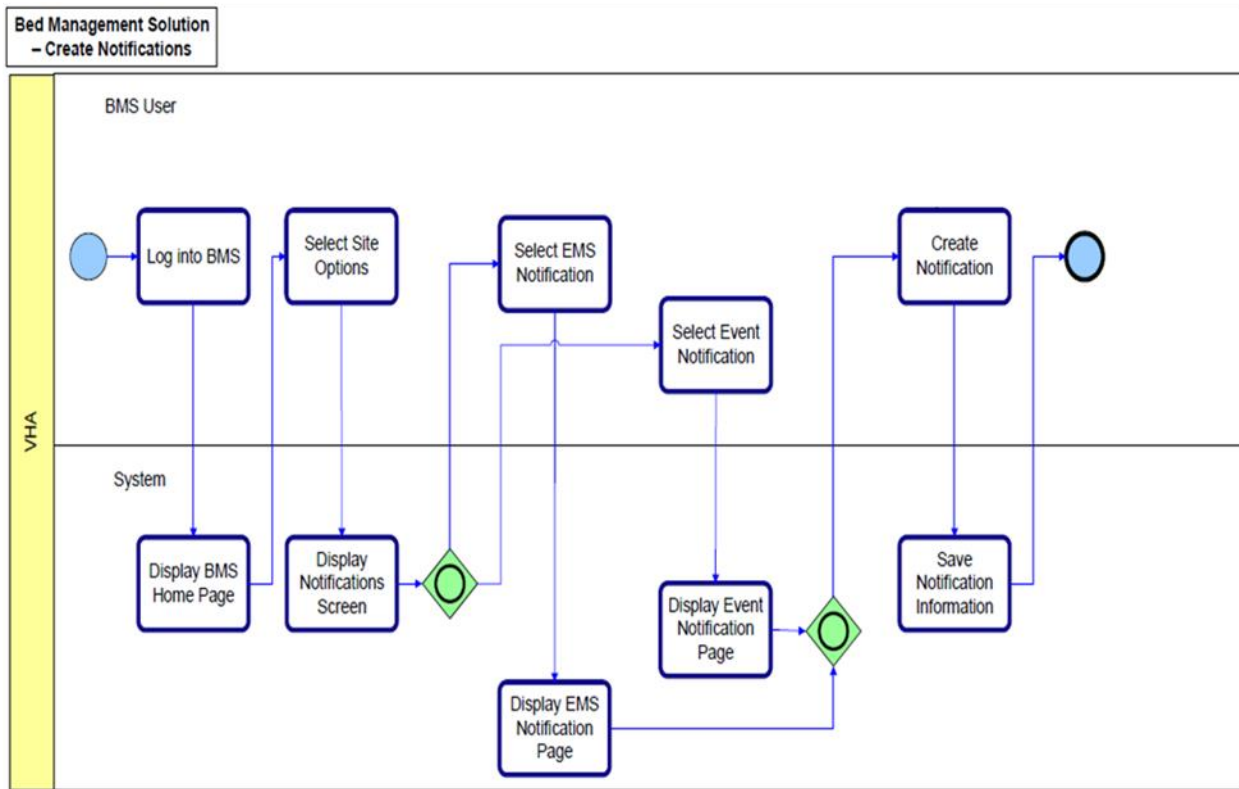 Bed Management Solution
– Create Notifications
VHA
BMS User
Log into BMS
Select Site
Options
Select EMS
Notification
Select Event
Notification
Create
Notification
System
Display BMS
Home Page
Display
Notifications
Screen
Display EMS
Notification
Page
Display Event
Notification
Page
Save
Notification
Information